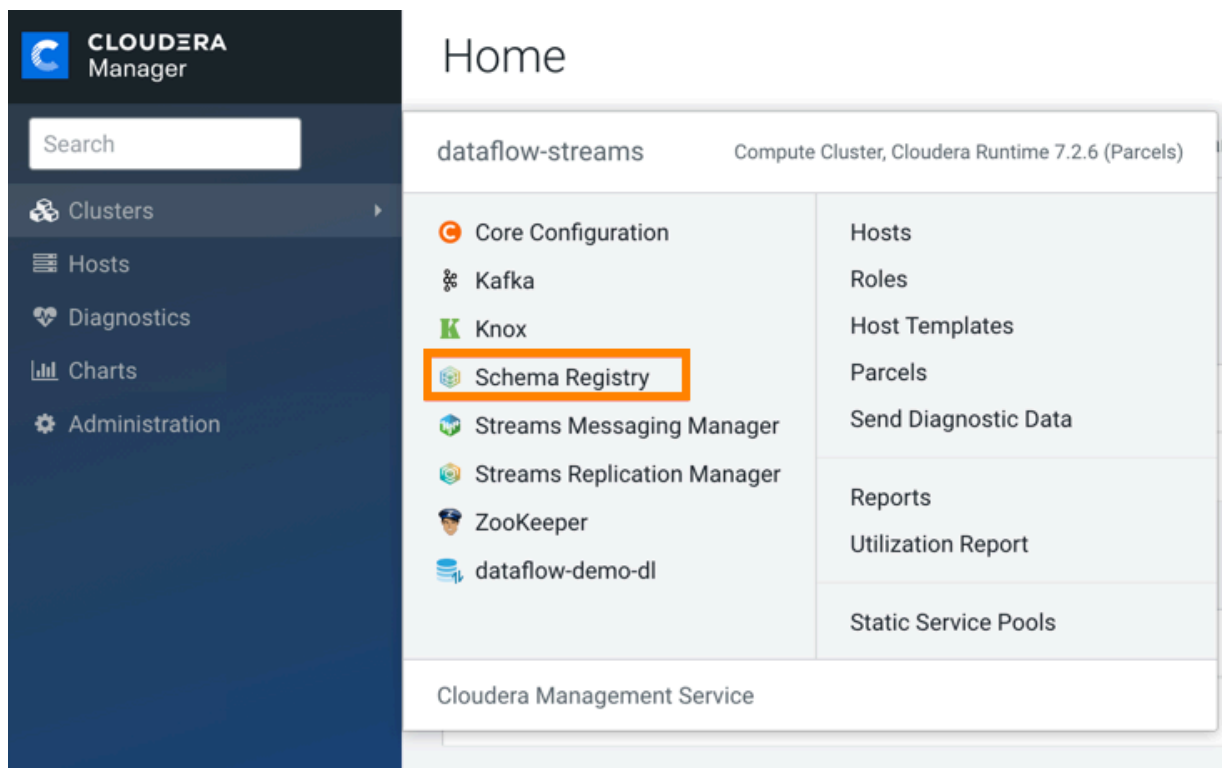 CLOUDERA
Manager
Home
Search
Clusters
Hosts
Diagnostics
Charts
Administration
dataflow-streams
Compute Cluster, Cloudera Runtime 7.2.6 (Parcels)
Core Configuration
Kafka
Knox
Schema Registry
Streams Messaging Manager
Streams Replication Manager
ZooKeeper
dataflow-demo-dl
Hosts
Roles
Host Templates
Parcels
Send Diagnostic Data
Reports
Utilization Report
Static Service Pools
Cloudera Management Service